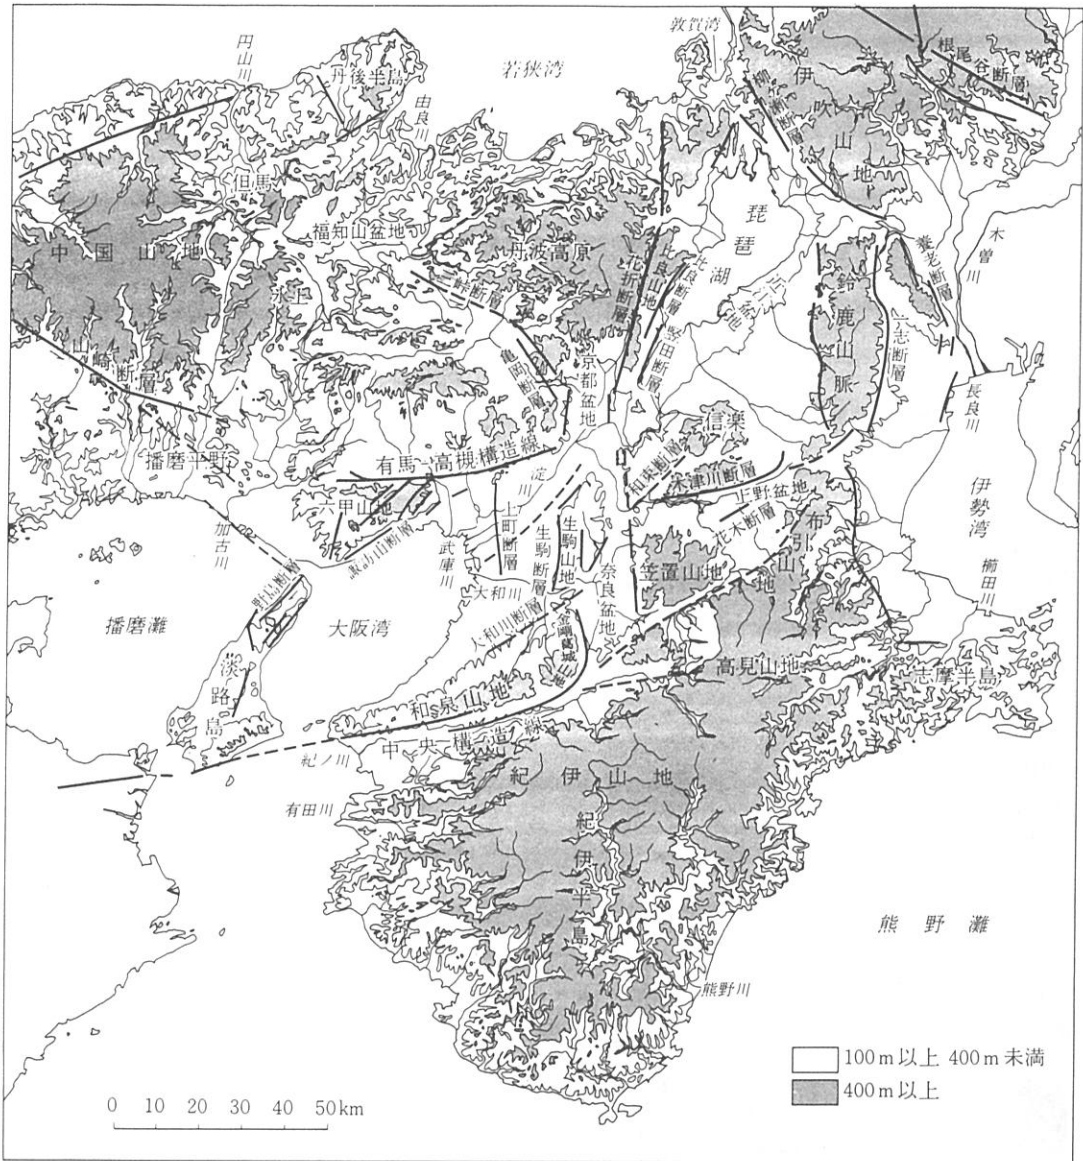 円山川
丹後半島
若狭湾
敦賀湾
由良川
柳ヶ瀬断層
伊吹山地
根尾谷断層
但馬
中国山地
福知山盆地
丹波高原
琵琶湖
木曽川
氷上
花折断層
比良山地
比良断層
堅田断層
近江盆地
養老断層
鈴鹿山脈
一志断層
山崎断層
亀岡断層
京都盆地
長良川
播磨平野
有馬 高槻構造線
信楽
和束断層
木津川断層
上野盆地
花木断層
伊勢湾
六甲山地
諏訪山断層
淀川
上町断層
生駒断層
生駒山地
奈良盆地
加古川
武庫川
大和川
笠置山地
布引山地
櫛田川
野島断層
播磨灘
大阪湾
淡路島
大和川断層
金剛葛城山地
和泉山地
高見山地
志摩半島
中央構造線
紀ノ川
紀伊山地
有田川
紀伊半島
熊野灘
熊野川
100m以上 400m未満
400m以上
0 10 20 30 40 50km